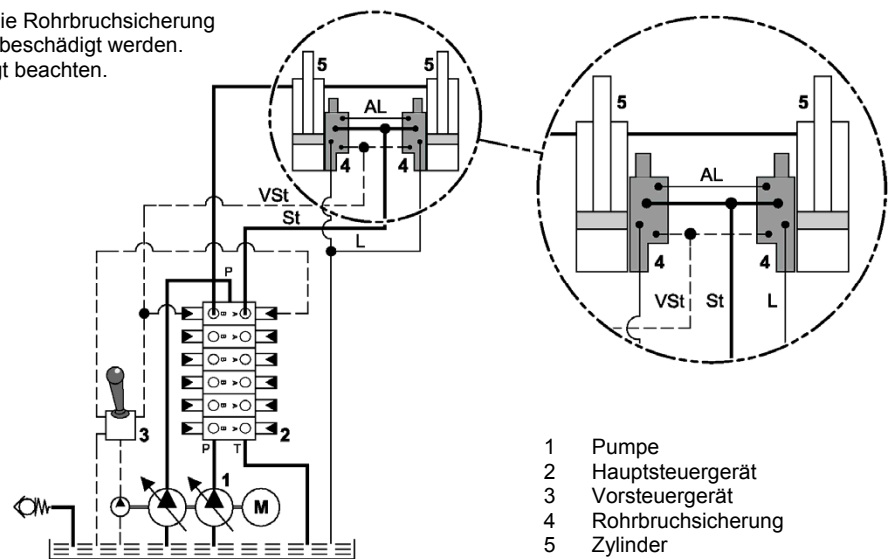 ie Rohrbruchsicherung
beschädigt werden.
gt beachten.
5 5
AL
4 4
VSt
St
L
5 5
AL
4 4
VSt St L
P
B A
B A
B A
B A
B A
B A
3 2
P T
1
M
1 Pumpe
2 Hauptsteuergerät
3 Vorsteuergerät
4 Rohrbruchsicherung
5 Zylinder